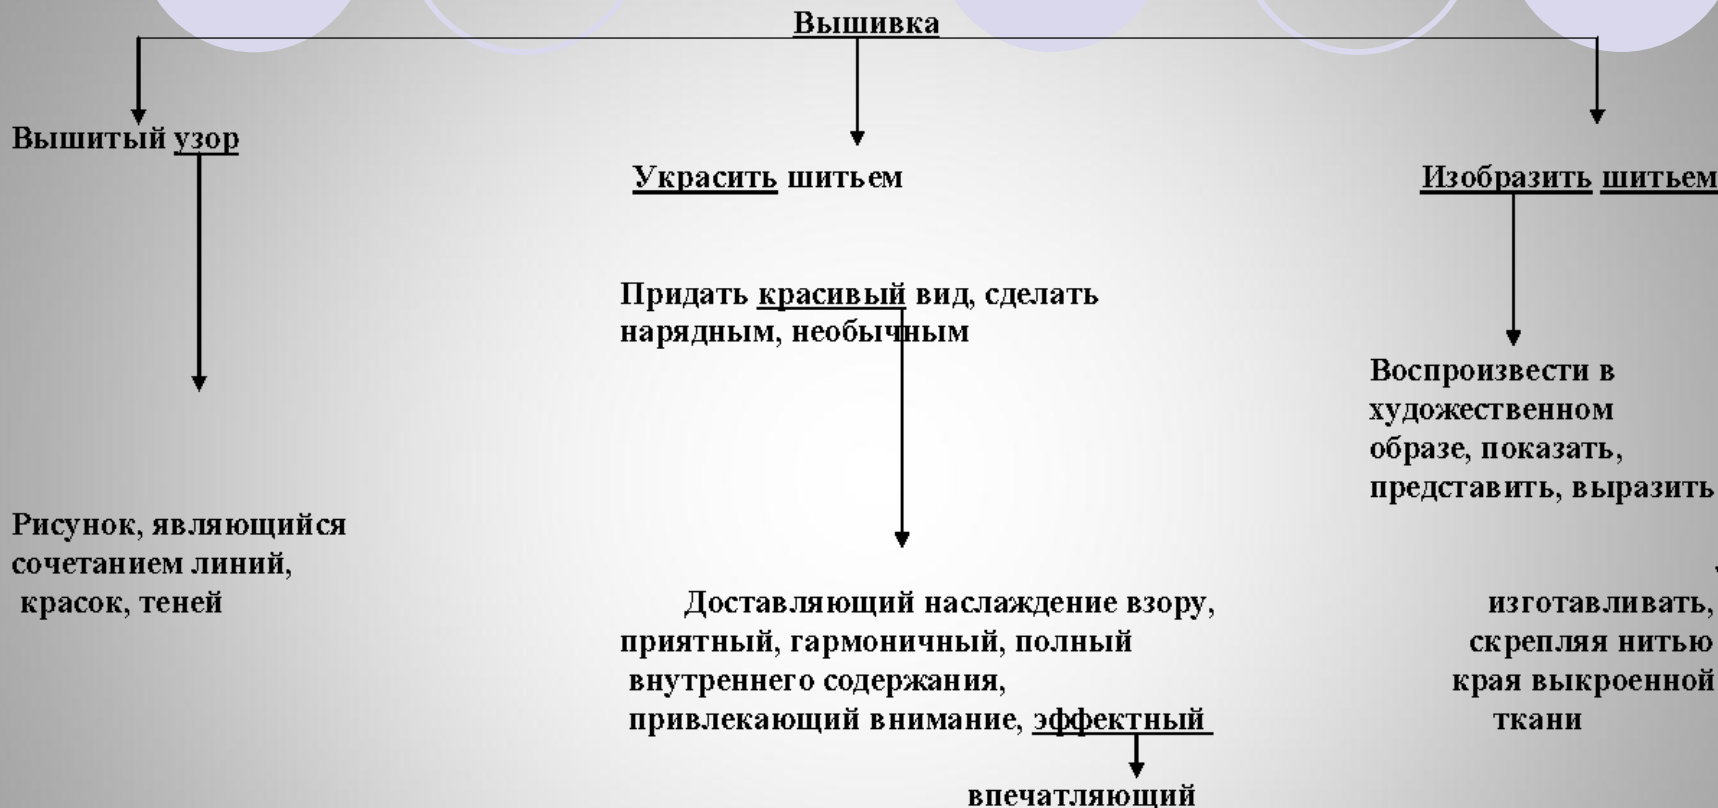 Вышивка
Вышитый узор
Украсить шитьем
Изобразить шитьем
Придать красивый вид, сделать
нарядным, необычным
Воспроизвести в
художественном
образе, показать,
представить, выразить
Рисунок, являющийся
сочетанием линий,
красок, теней
Доставляющий наслаждение взору,
приятный, гармоничный, полный
внутреннего содержания,
привлекающий внимание, эффектный
впечатляющий
изготавливать,
скрепляя нитью
края выкроенной
ткани